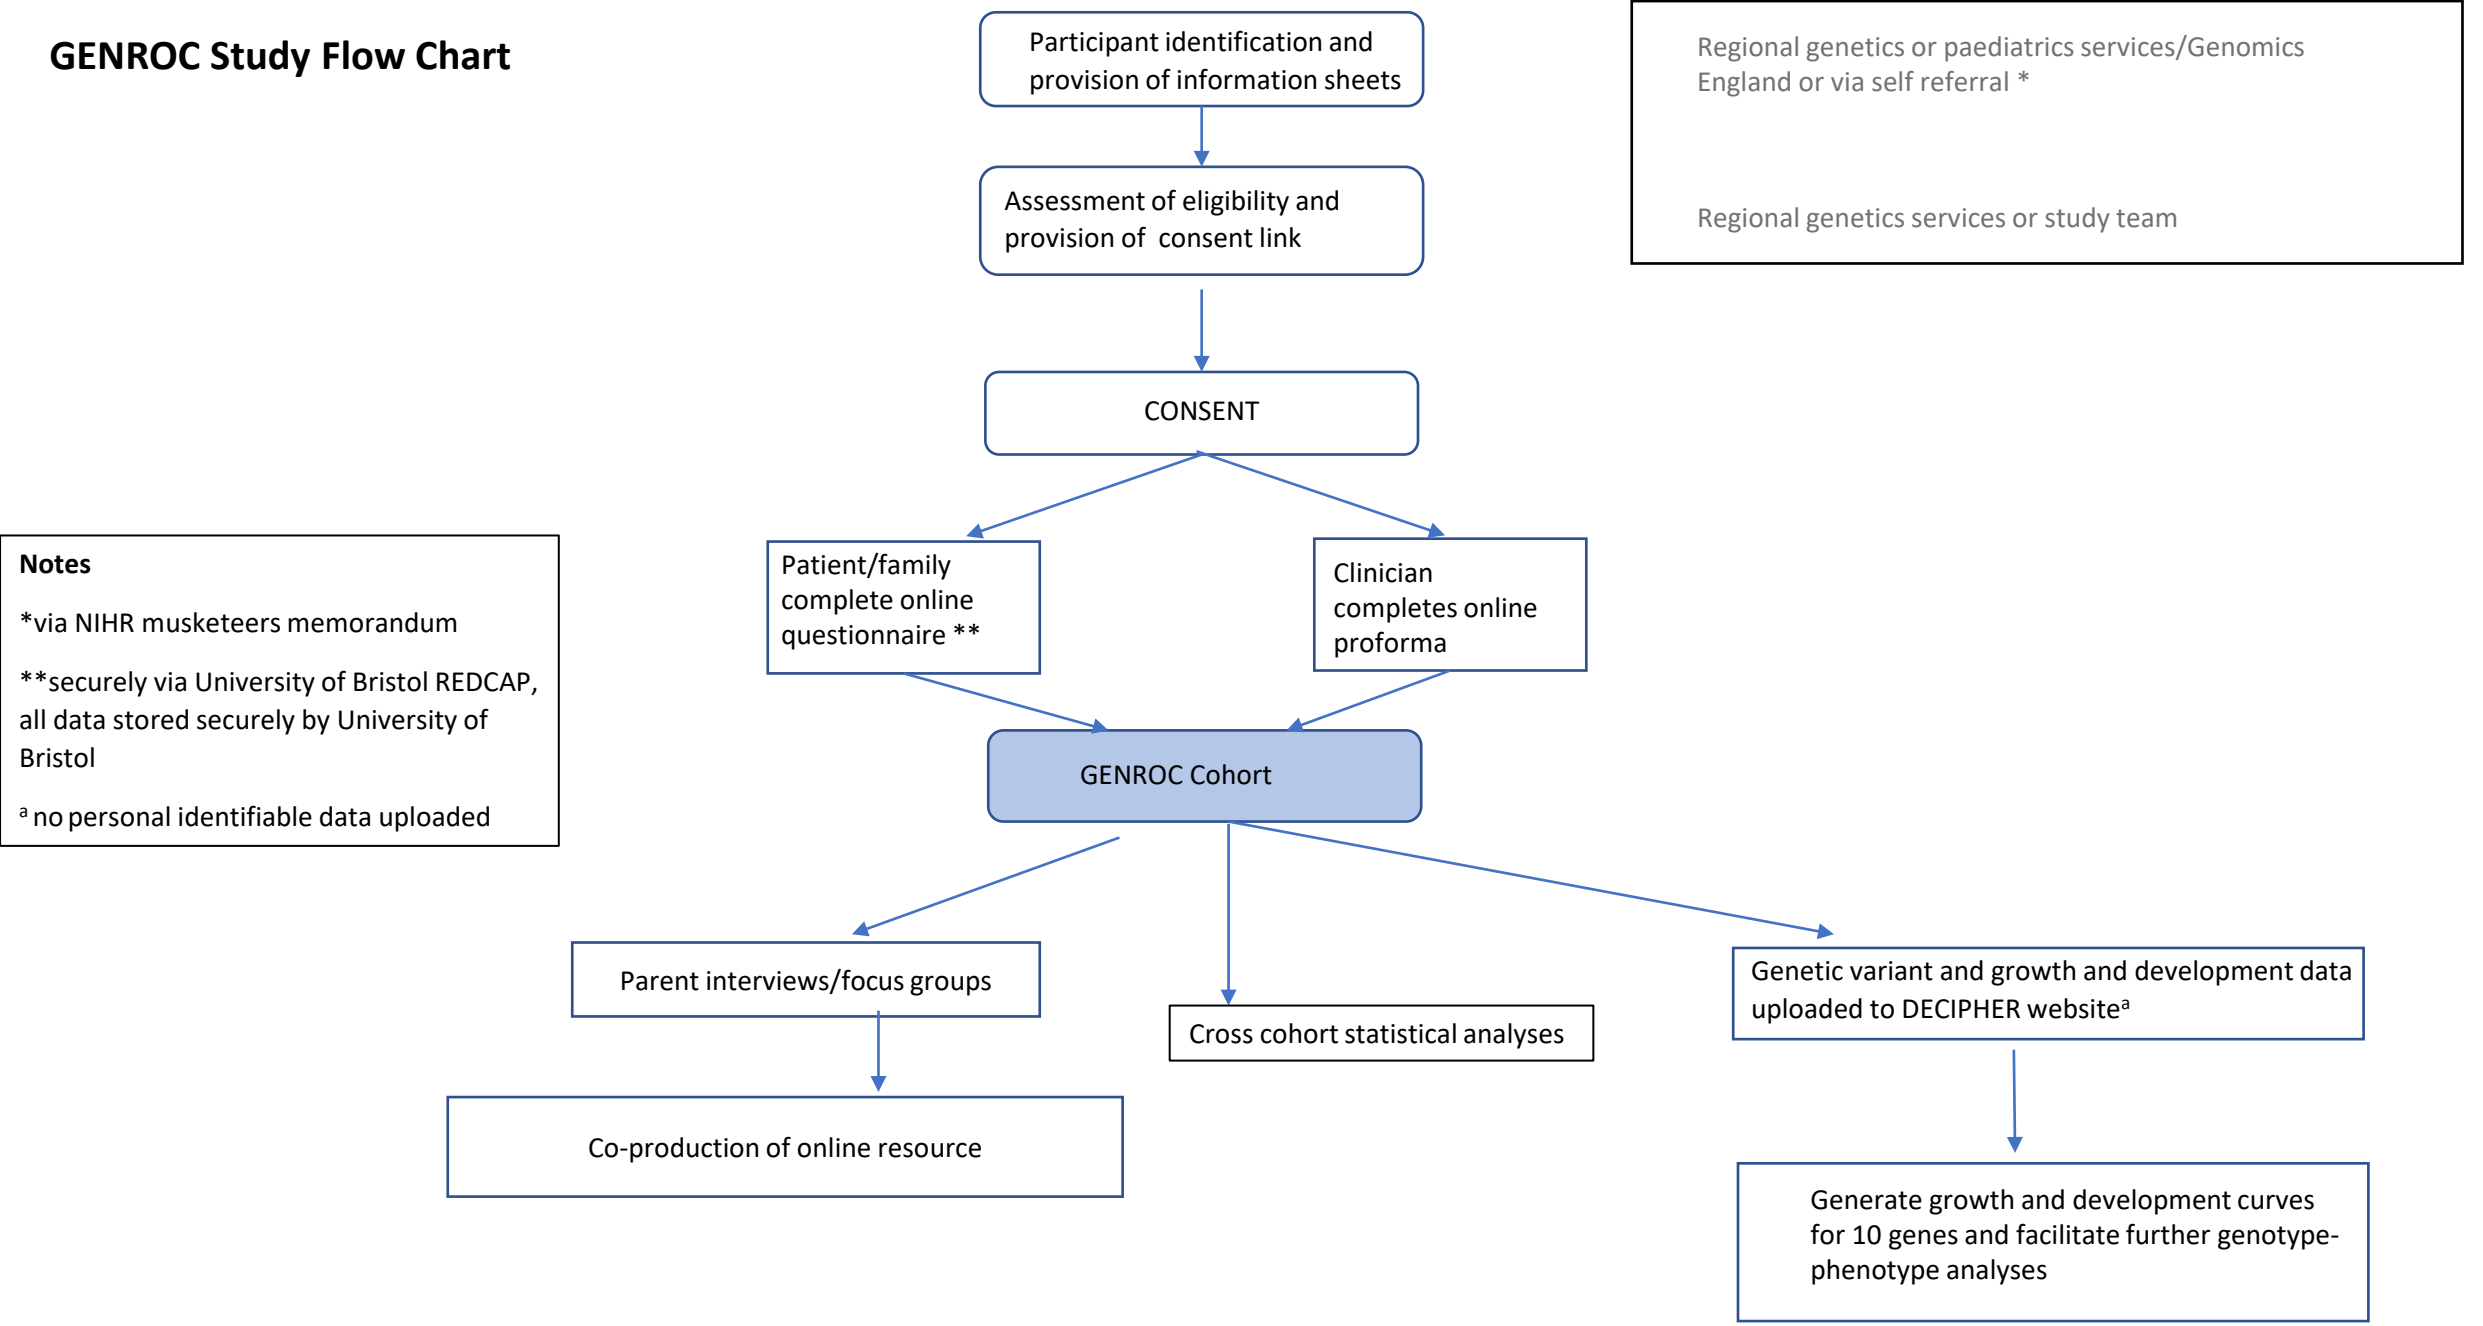 GENROC Study Flow Chart
Participant identification and
provision of information sheets
Regional genetics or paediatrics services/Genomics
England or via self referral *
Assessment of eligibility and
provision of  consent link
Regional genetics services or study team
CONSENT
Notes
*via NIHR musketeers memorandum
**securely via University of Bristol REDCAP,
all data stored securely by University of
Bristol
ᵃ no personal identifiable data uploaded
Patient/family
complete online
questionnaire **
Clinician
completes online
proforma
GENROC Cohort
Parent interviews/focus groups
Cross cohort statistical analyses
Genetic variant and growth and development data
uploaded to DECIPHER websiteᵃ
Co-production of online resource
Generate growth and development curves
for 10 genes and facilitate further genotype-
phenotype analyses